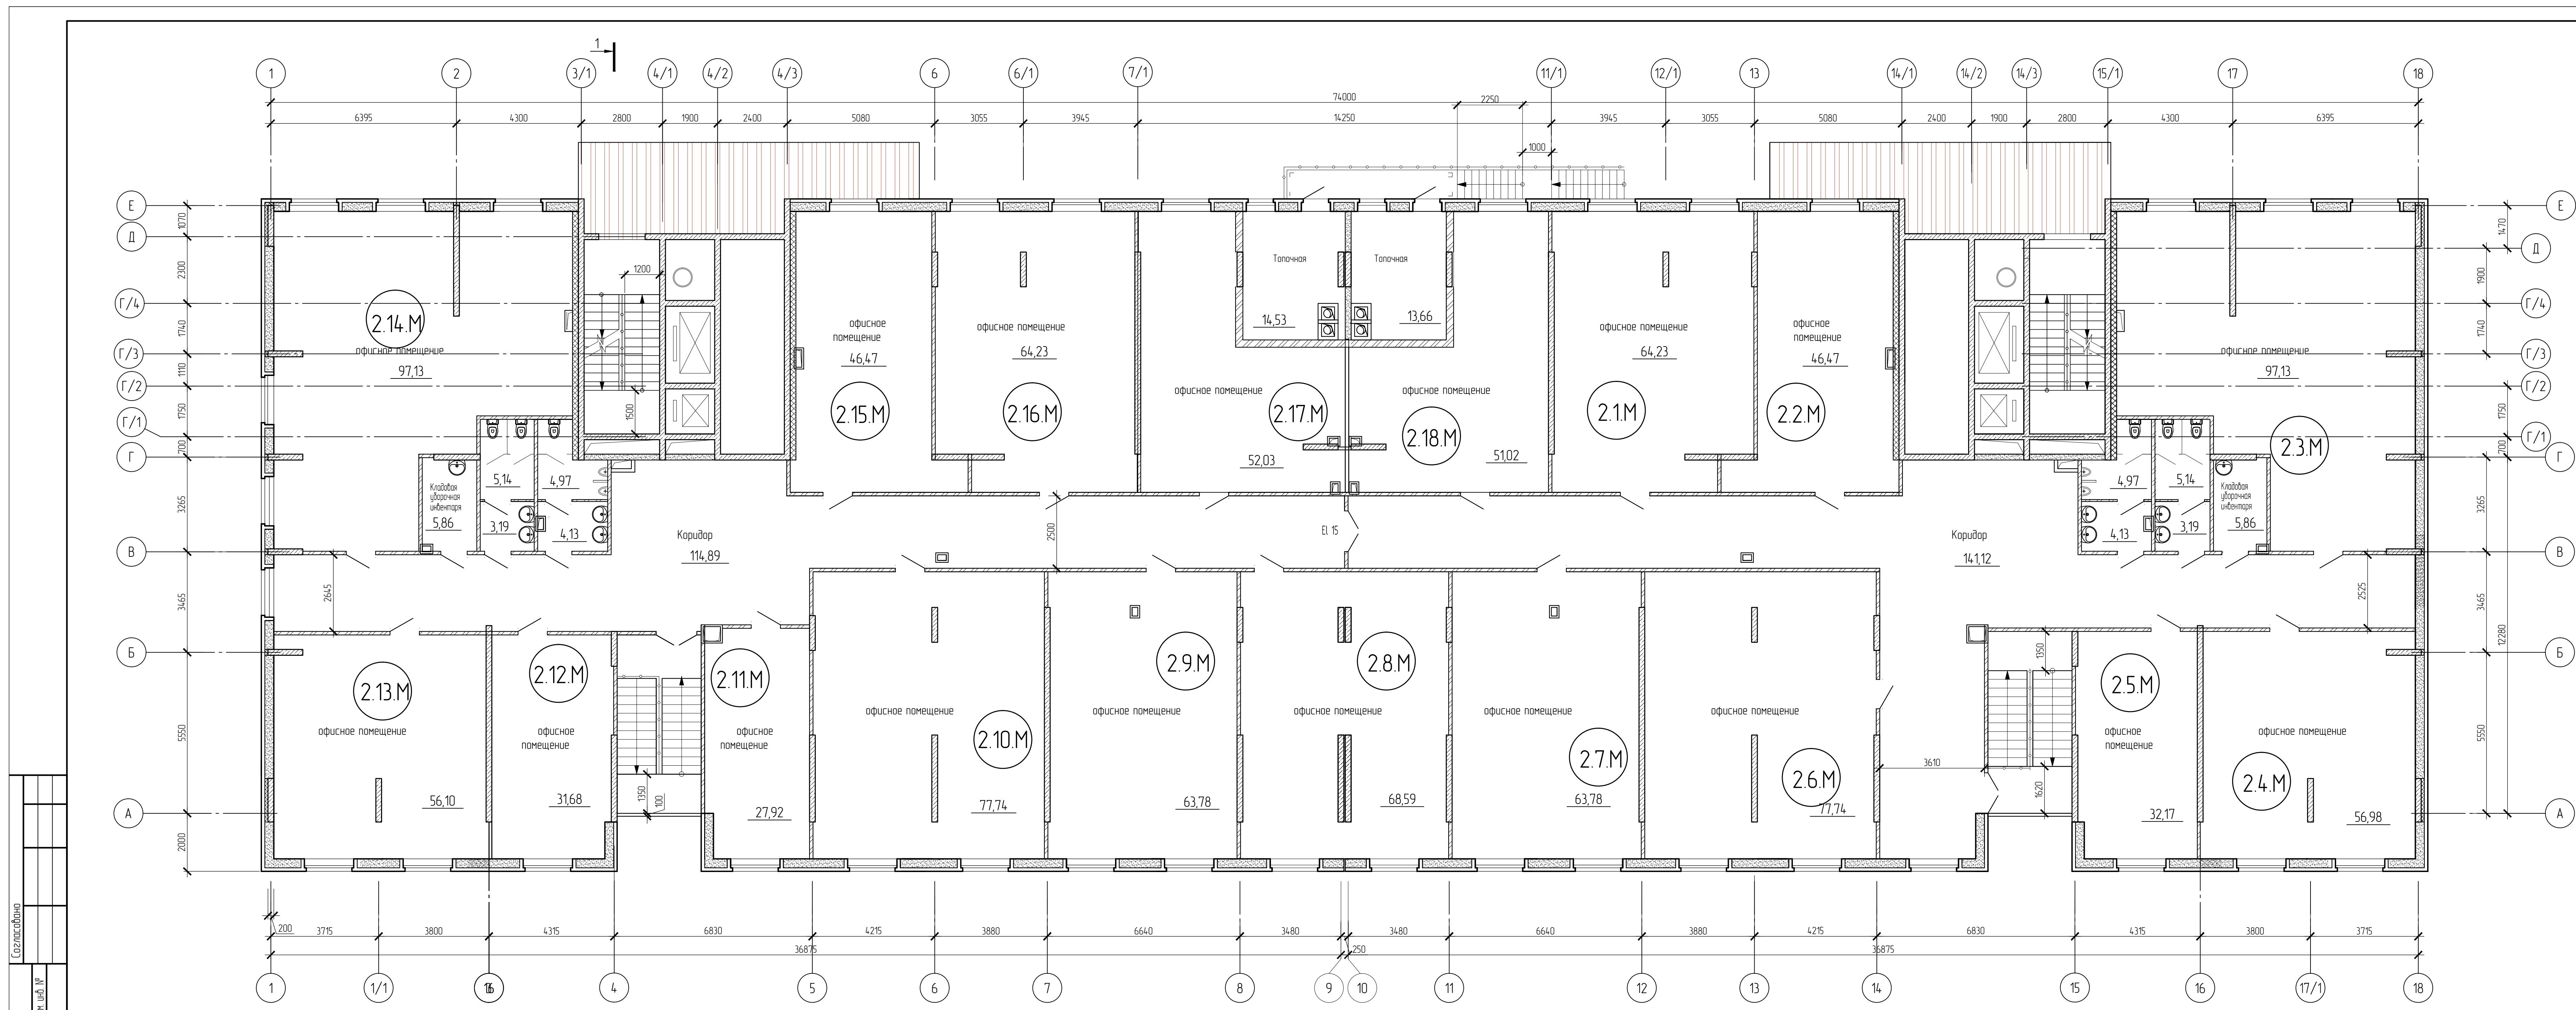 1
1
2
3/1
4/1
4/2
4/3
6
6/1
7/1
11/1
12/1
13
14/1
14/2
14/3
15/1
17
18
74000
2250
6395
4300
2800
1900
2400
5080
3055
3945
14250
3945
3055
5080
2400
1900
2800
4300
6395
1000
Е
Д
Г/4
Г/3
Г/2
Г/1
Г
В
Б
А
1070
2300
1740
1110
1750
700
3265
3465
5550
2000
Е
Д
Г/4
Г/3
Г/2
Г/1
Г
В
Б
А
1470
1900
1740
1750
700
3265
3465
12280
5550
2.14.М
офисное помещение
97,13
1200
1500
офисное
помещение
46,47
2.15.М
офисное помещение
64,23
2.16.М
Топочная
14,53
Топочная
13,66
офисное помещение
2.17.М
52,03
офисное помещение
2.18.М
51,02
офисное помещение
64,23
2.1.М
офисное
помещение
46,47
2.2.М
офисное помещение
97,13
2.3.М
Кладовая
уборочная
инвентаря
5,86
5,14
4,97
3,19
4,13
Коридор
114,89
2500
EI 15
Коридор
141,12
4,97
5,14
4,13
3,19
Кладовая
уборочная
инвентаря
5,86
2645
2525
2.13.М
офисное помещение
56,10
2.12.М
офисное
помещение
31,68
1350
100
2.11.М
офисное
помещение
27,92
офисное помещение
2.10.М
77,74
2.9.М
офисное помещение
63,78
2.8.М
офисное помещение
68,59
офисное помещение
2.7.М
63,78
офисное помещение
2.6.М
77,74
3610
1350
1620
2.5.М
офисное
помещение
32,17
офисное помещение
2.4.М
56,98
200
3715
3800
4315
6830
4215
3880
6640
3480
3480
6640
3880
4215
6830
4315
3800
3715
36875
250
36875
1
1/1
4
5
6
7
8
9
10
11
12
13
14
15
16
17/1
18
Согласовано